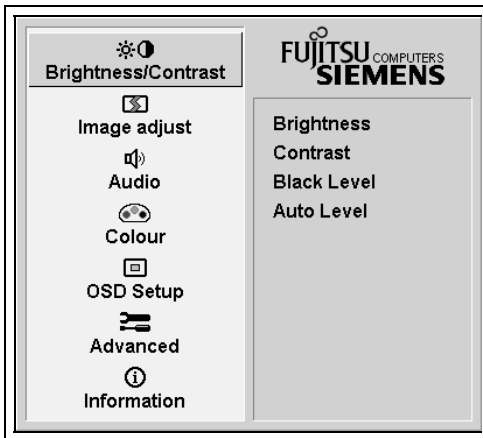 Brightness/Contrast
Image adjust
Audio
Colour
OSD Setup
Advanced
Information
FUJITSU COMPUTERS
SIEMENS
Brightness
Contrast
Black Level
Auto Level